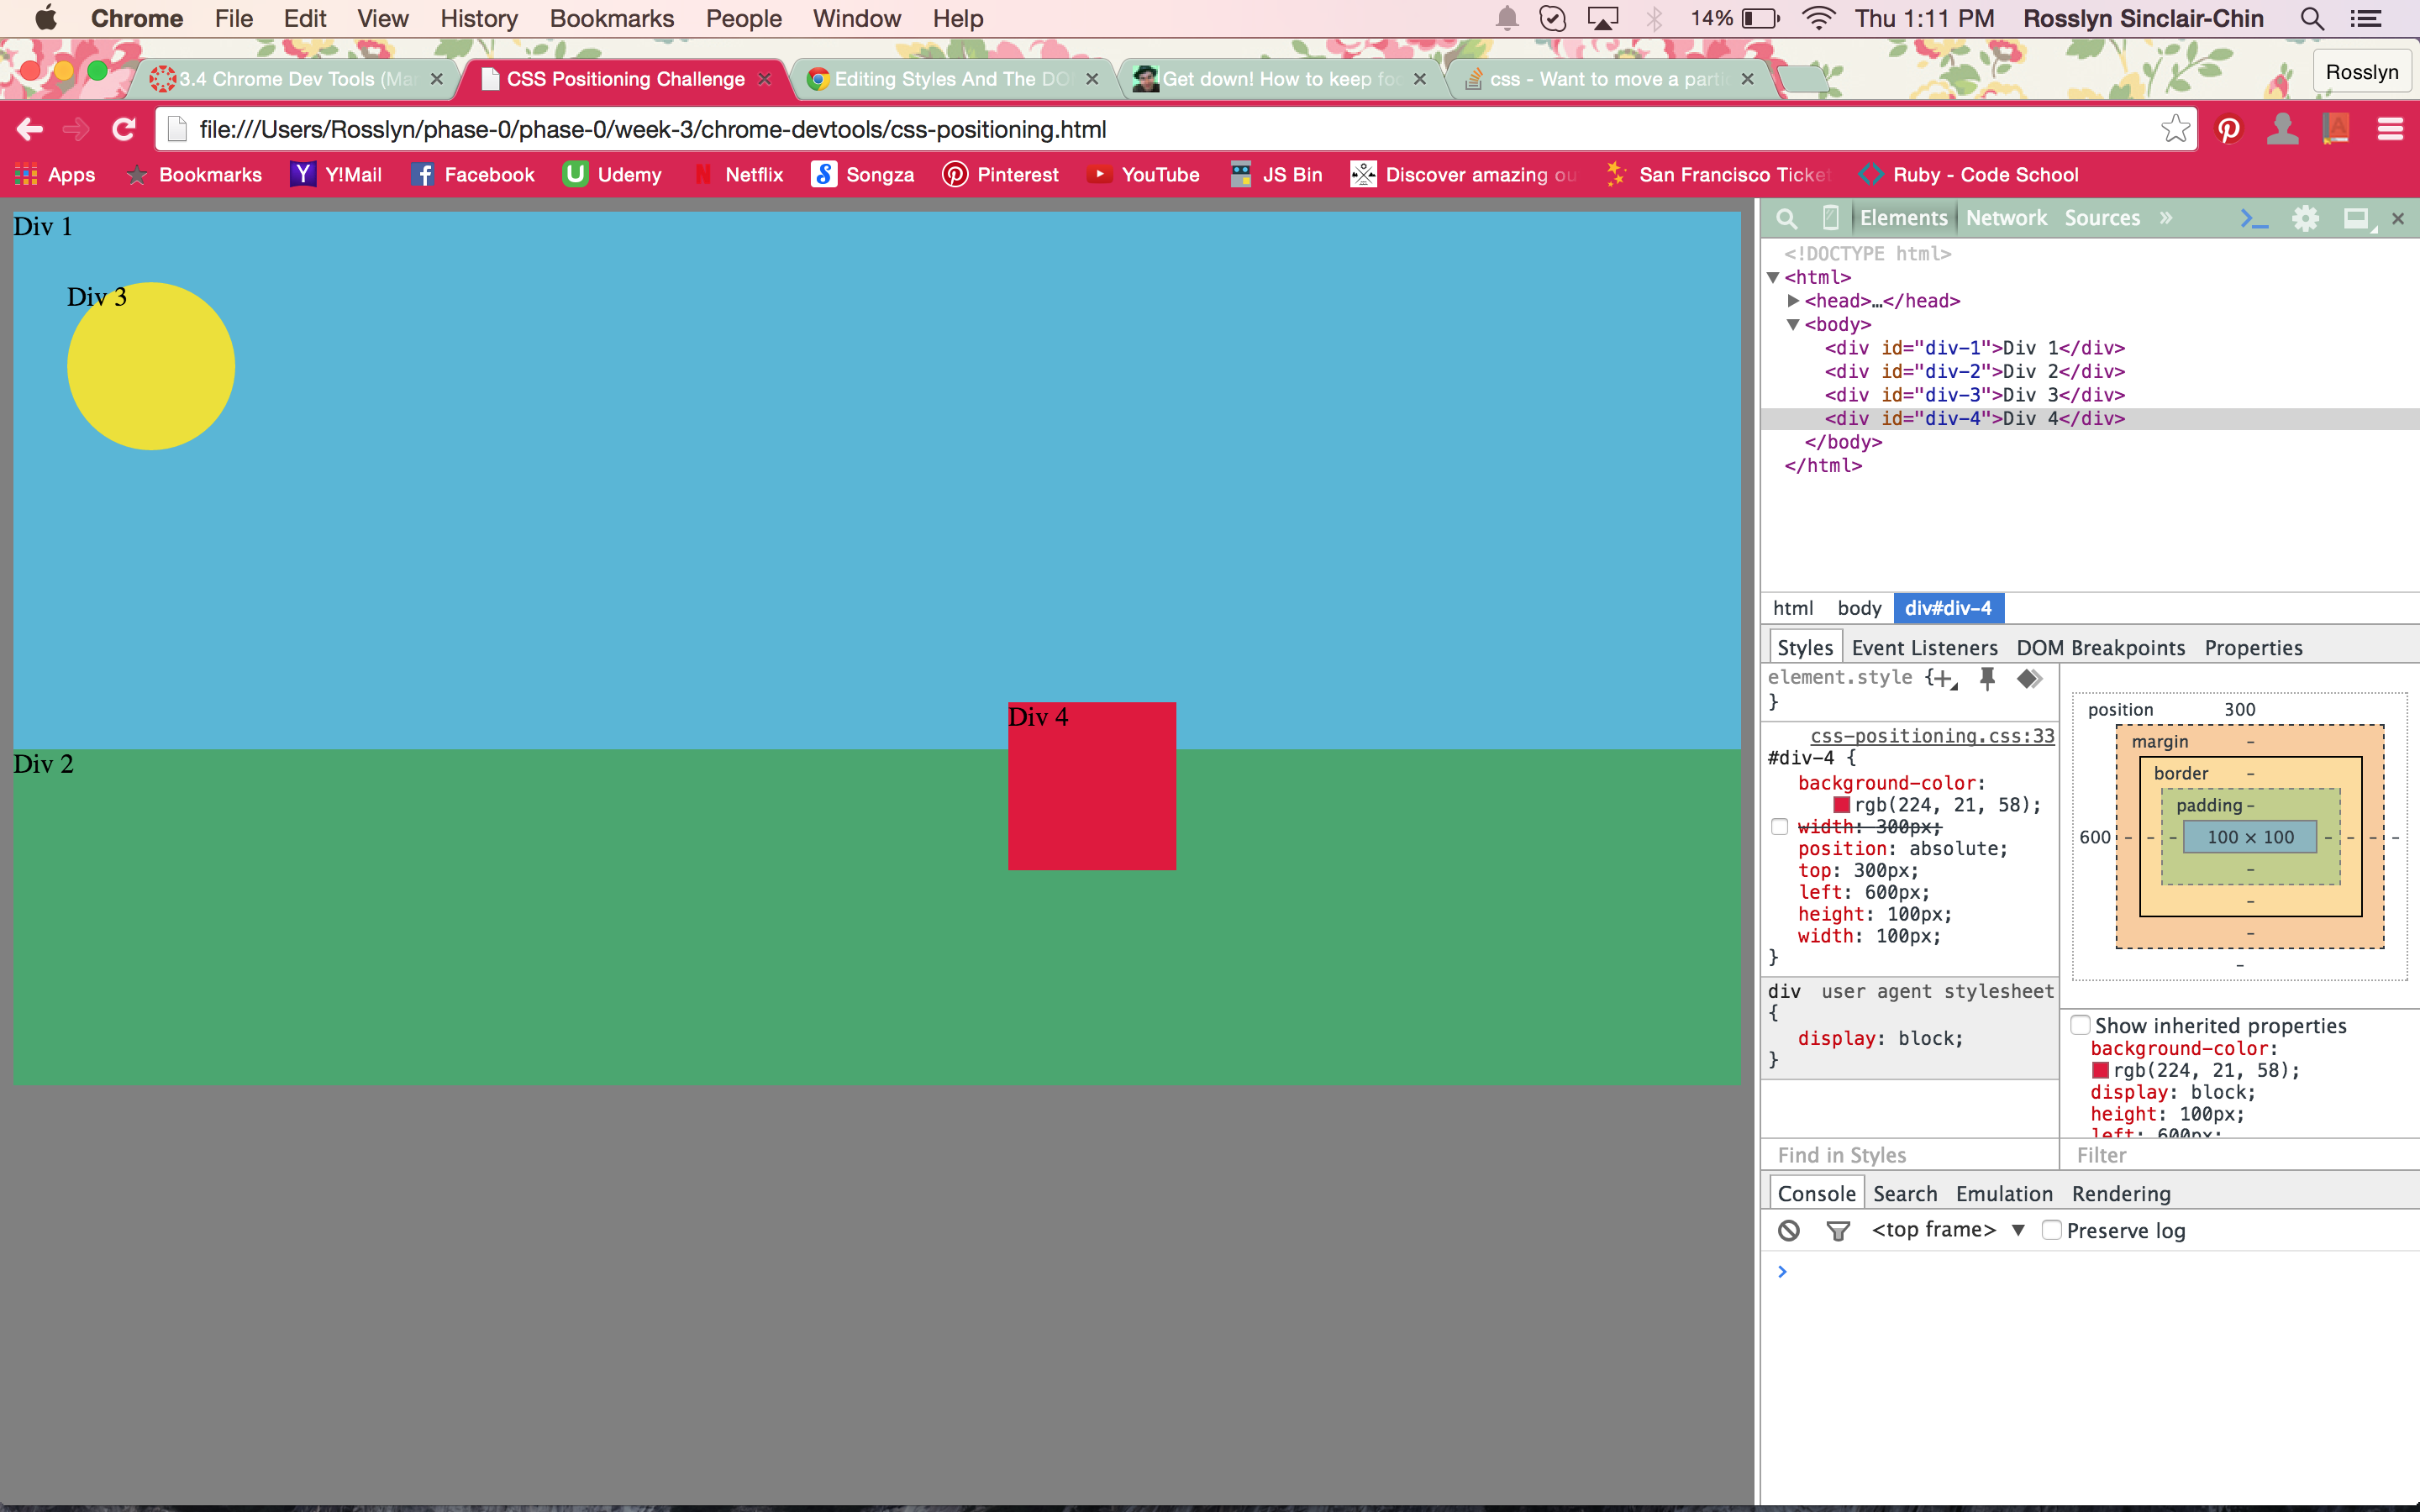 Chrome File Edit View History Bookmarks People Window Help 14% Thu 1:11 PM Rosslyn Sinclair-Chin
3.4 Chrome Dev Tools (Ma CSS Positioning Challenge Editing Styles And The DO Get down! How to keep fo css - Want to move a parti Rosslyn
file:///Users/Rosslyn/phase-0/phase-0/week-3/chrome-devtools/css-positioning.html
Apps Bookmarks Y!Mail Facebook Udemy Netflix Songza Pinterest YouTube JS Bin Discover amazing ou San Francisco Ticket Ruby - Code School
Div 1
Div 3
Div 4
Div 2
Elements Network Sources »
<!DOCTYPE html>
<html>
<head>…</head>
<body>
<div id="div-1">Div 1</div>
<div id="div-2">Div 2</div>
<div id="div-3">Div 3</div>
<div id="div-4">Div 4</div>
</body>
</html>
html body div#div-4
Styles Event Listeners DOM Breakpoints Properties
element.style {
}
css-positioning.css:33
#div-4 {
background-color:
rgb(224, 21, 58);
width: 300px;
position: absolute;
top: 300px;
left: 600px;
height: 100px;
width: 100px;
}
div user agent stylesheet
{
display: block;
}
Find in Styles
position 300
margin -
border -
padding -
600 - - - 100 × 100 - - - -
-
-
-
-
Show inherited properties
background-color:
rgb(224, 21, 58);
display: block;
height: 100px;
left: 600px;
Filter
Console Search Emulation Rendering
<top frame> ▼ Preserve log
>